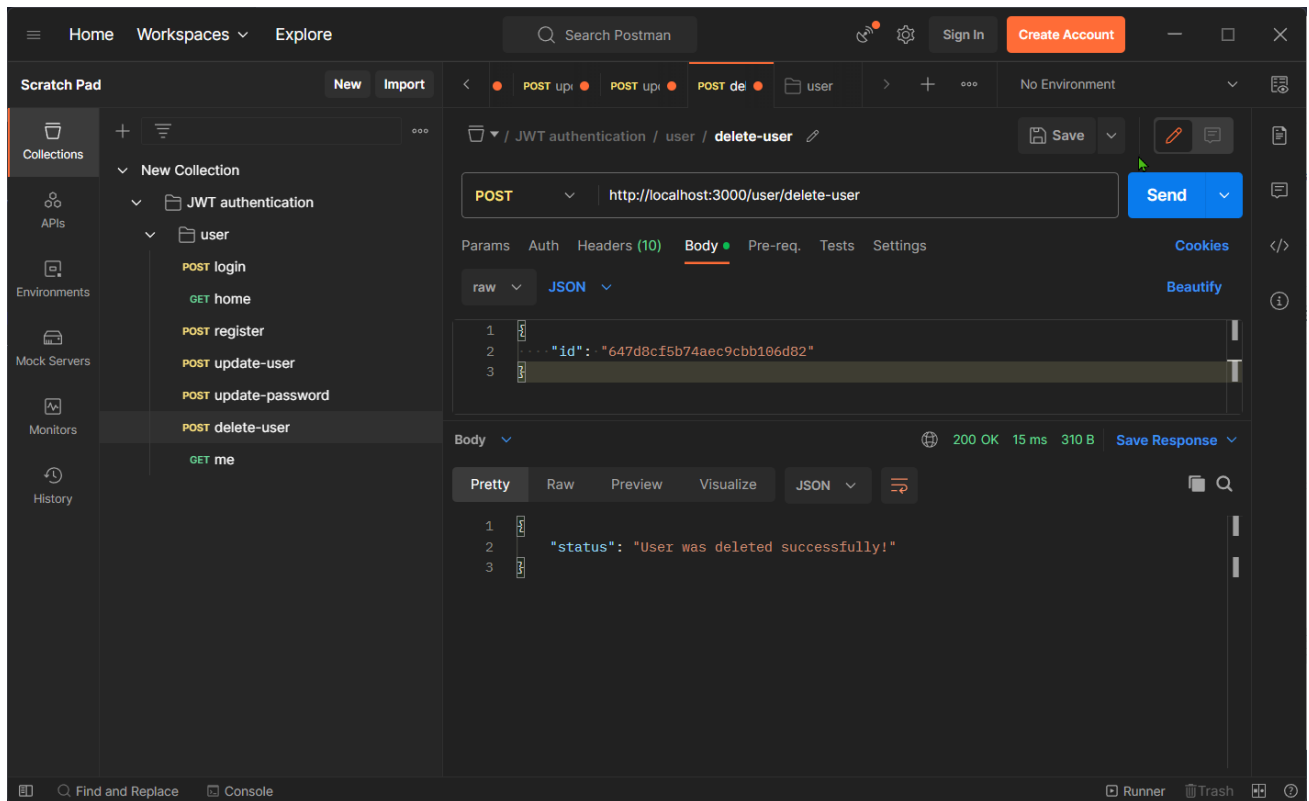 Home Workspaces Explore Search Postman Sign In Create Account
Scratch Pad New Import POST up POST up POST del user No Environment
Collections
APIs
Environments
Mock Servers
Monitors
History
New Collection
JWT authentication
user
POST login
GET home
POST register
POST update-user
POST update-password
POST delete-user
GET me
/ JWT authentication / user / delete-user Save
POST http://localhost:3000/user/delete-user Send
Params Auth Headers (10) Body Pre-req. Tests Settings Cookies
raw JSON Beautify
1 {
2 "id": "647d8cf5b74aec9cbb106d82"
3 }
Body 200 OK 15 ms 310 B Save Response
Pretty Raw Preview Visualize JSON
1 {
2 "status": "User was deleted successfully!"
3 }
Find and Replace Console Runner Trash